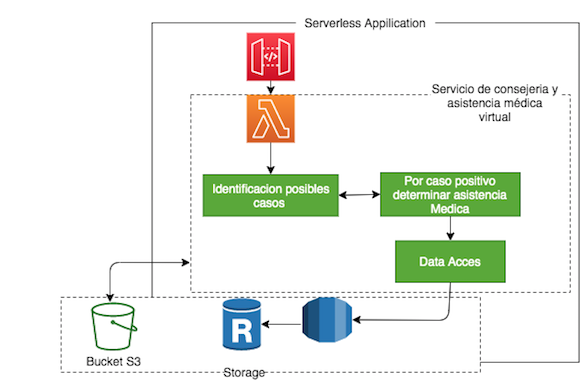 Serverless Appilication
</>
Servicio de consejeria y
asistencia médica
virtual
Identificacion posibles
casos
Por caso positivo
determinar asistencia
Medica
Data Acces
R
Bucket S3
Storage